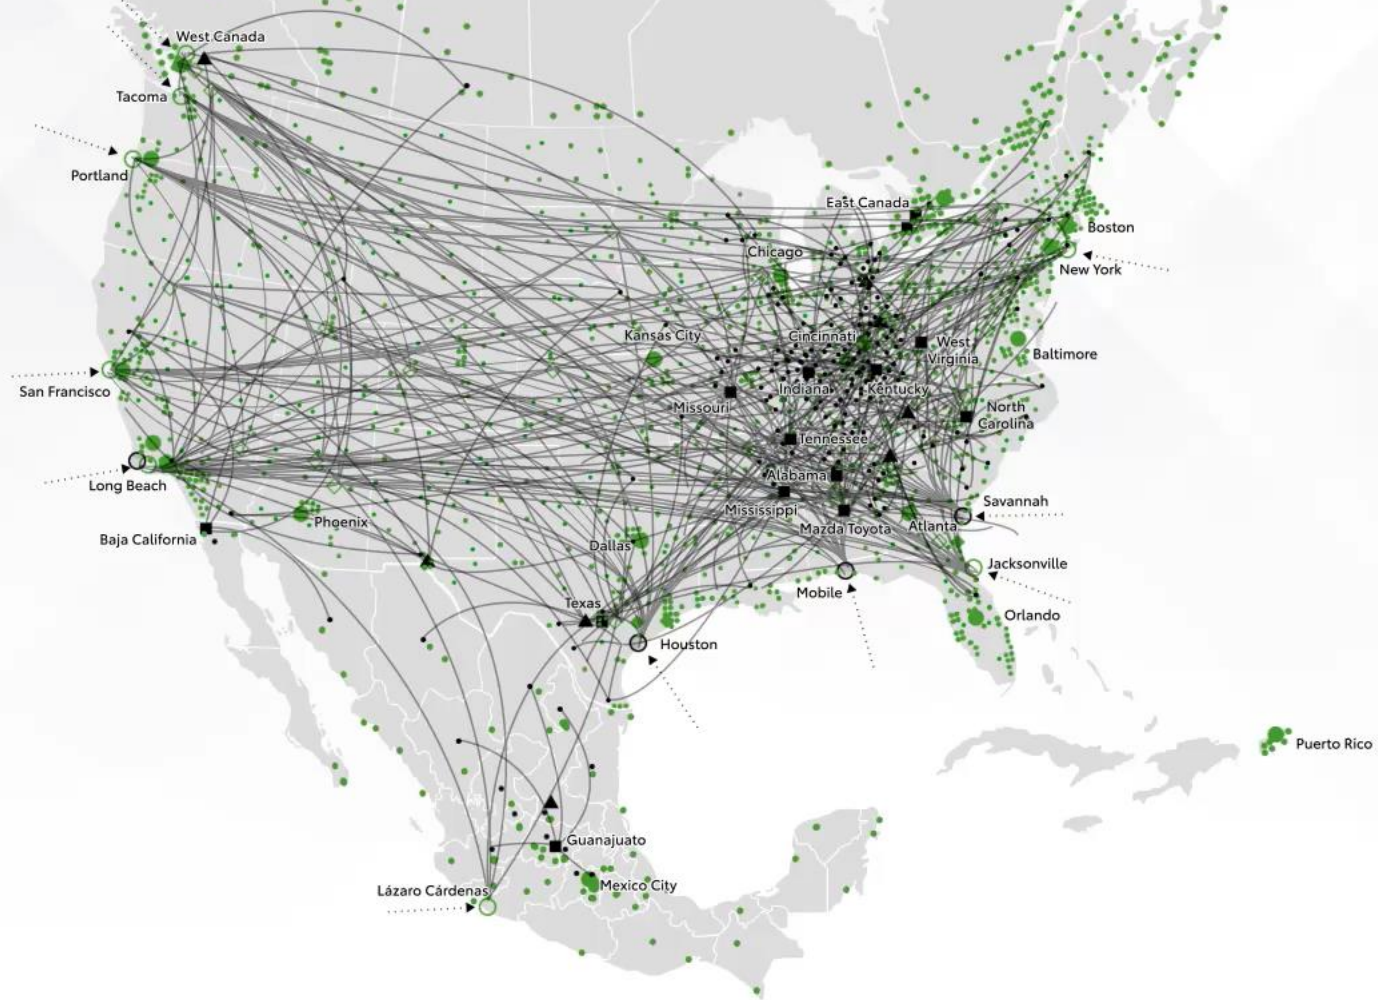 West Canada
Tacoma
Portland
East Canada
Boston
Chicago
New York
Kansas City
Cincinnati
West
Virginia
Baltimore
San Francisco
Indiana
Kentucky
Missouri
North
Carolina
Tennessee
Long Beach
Alabama
Savannah
Mississippi
Phoenix
Mazda Toyota
Atlanta
Baja California
Dallas
Jacksonville
Mobile
Texas
Orlando
Houston
Puerto Rico
Guanajuato
Lázaro Cárdenas
Mexico City